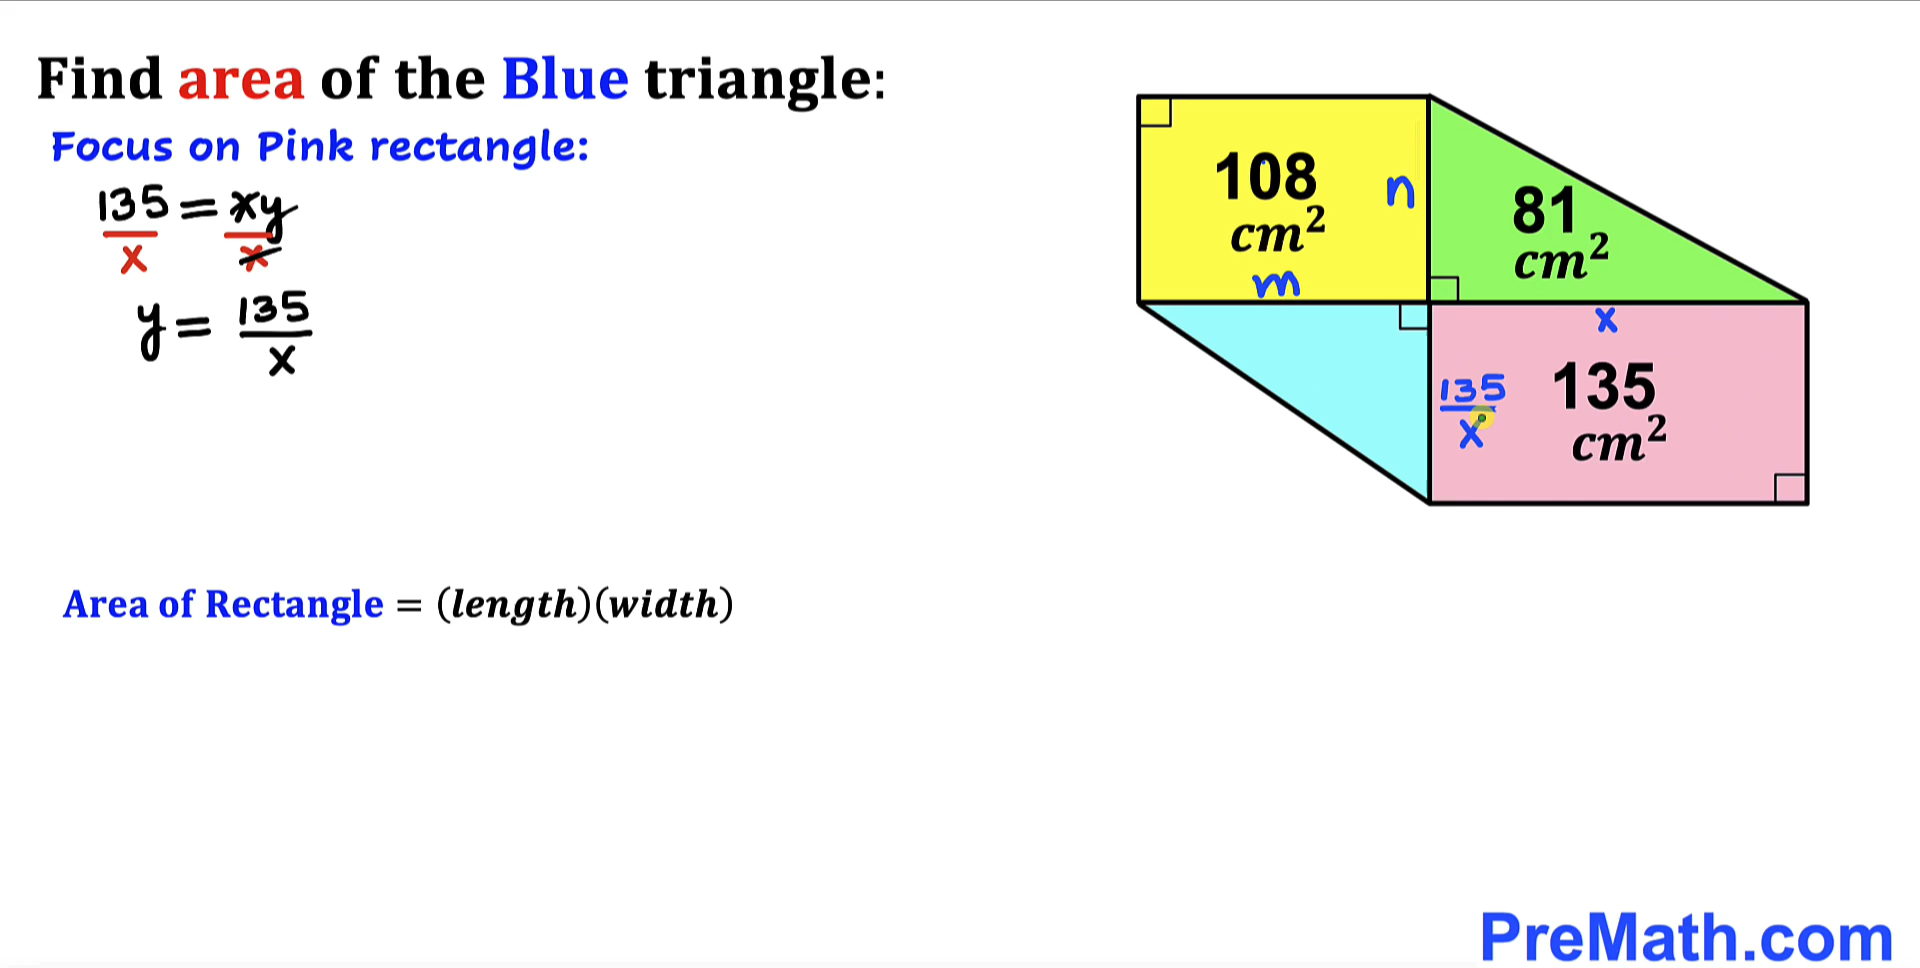 Find area of the Blue triangle:
Focus on Pink rectangle:
135 = xy
x x
y = 135
x
Area of Rectangle = (length)(width)
108
cm²
m
n
81
cm²
x
135
x
135
cm²
PreMath.com